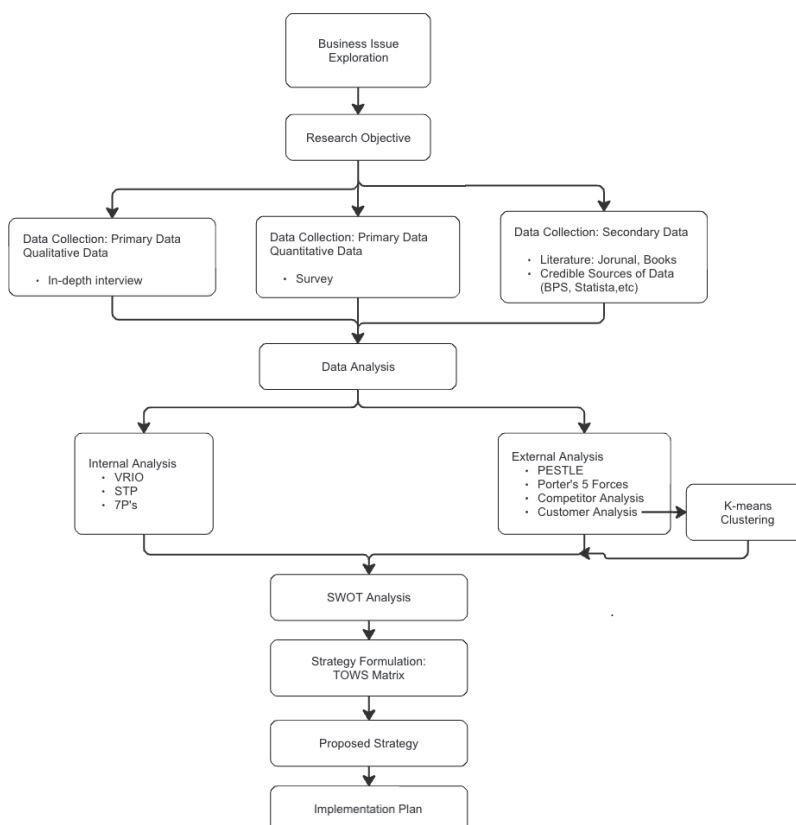 Business Issue
Exploration
Research Objective
Data Collection: Primary Data
Qualitative Data
• In-depth interview
Data Collection: Primary Data
Quantitative Data
• Survey
Data Collection: Secondary Data
• Literature: Jorunal, Books
• Credible Sources of Data
(BPS, Statista,etc)
Data Analysis
Internal Analysis
• VRIO
• STP
• 7P's
External Analysis
• PESTLE
• Porter's 5 Forces
• Competitor Analysis
• Customer Analysis
K-means
Clustering
SWOT Analysis
Strategy Formulation:
TOWS Matrix
Proposed Strategy
Implementation Plan